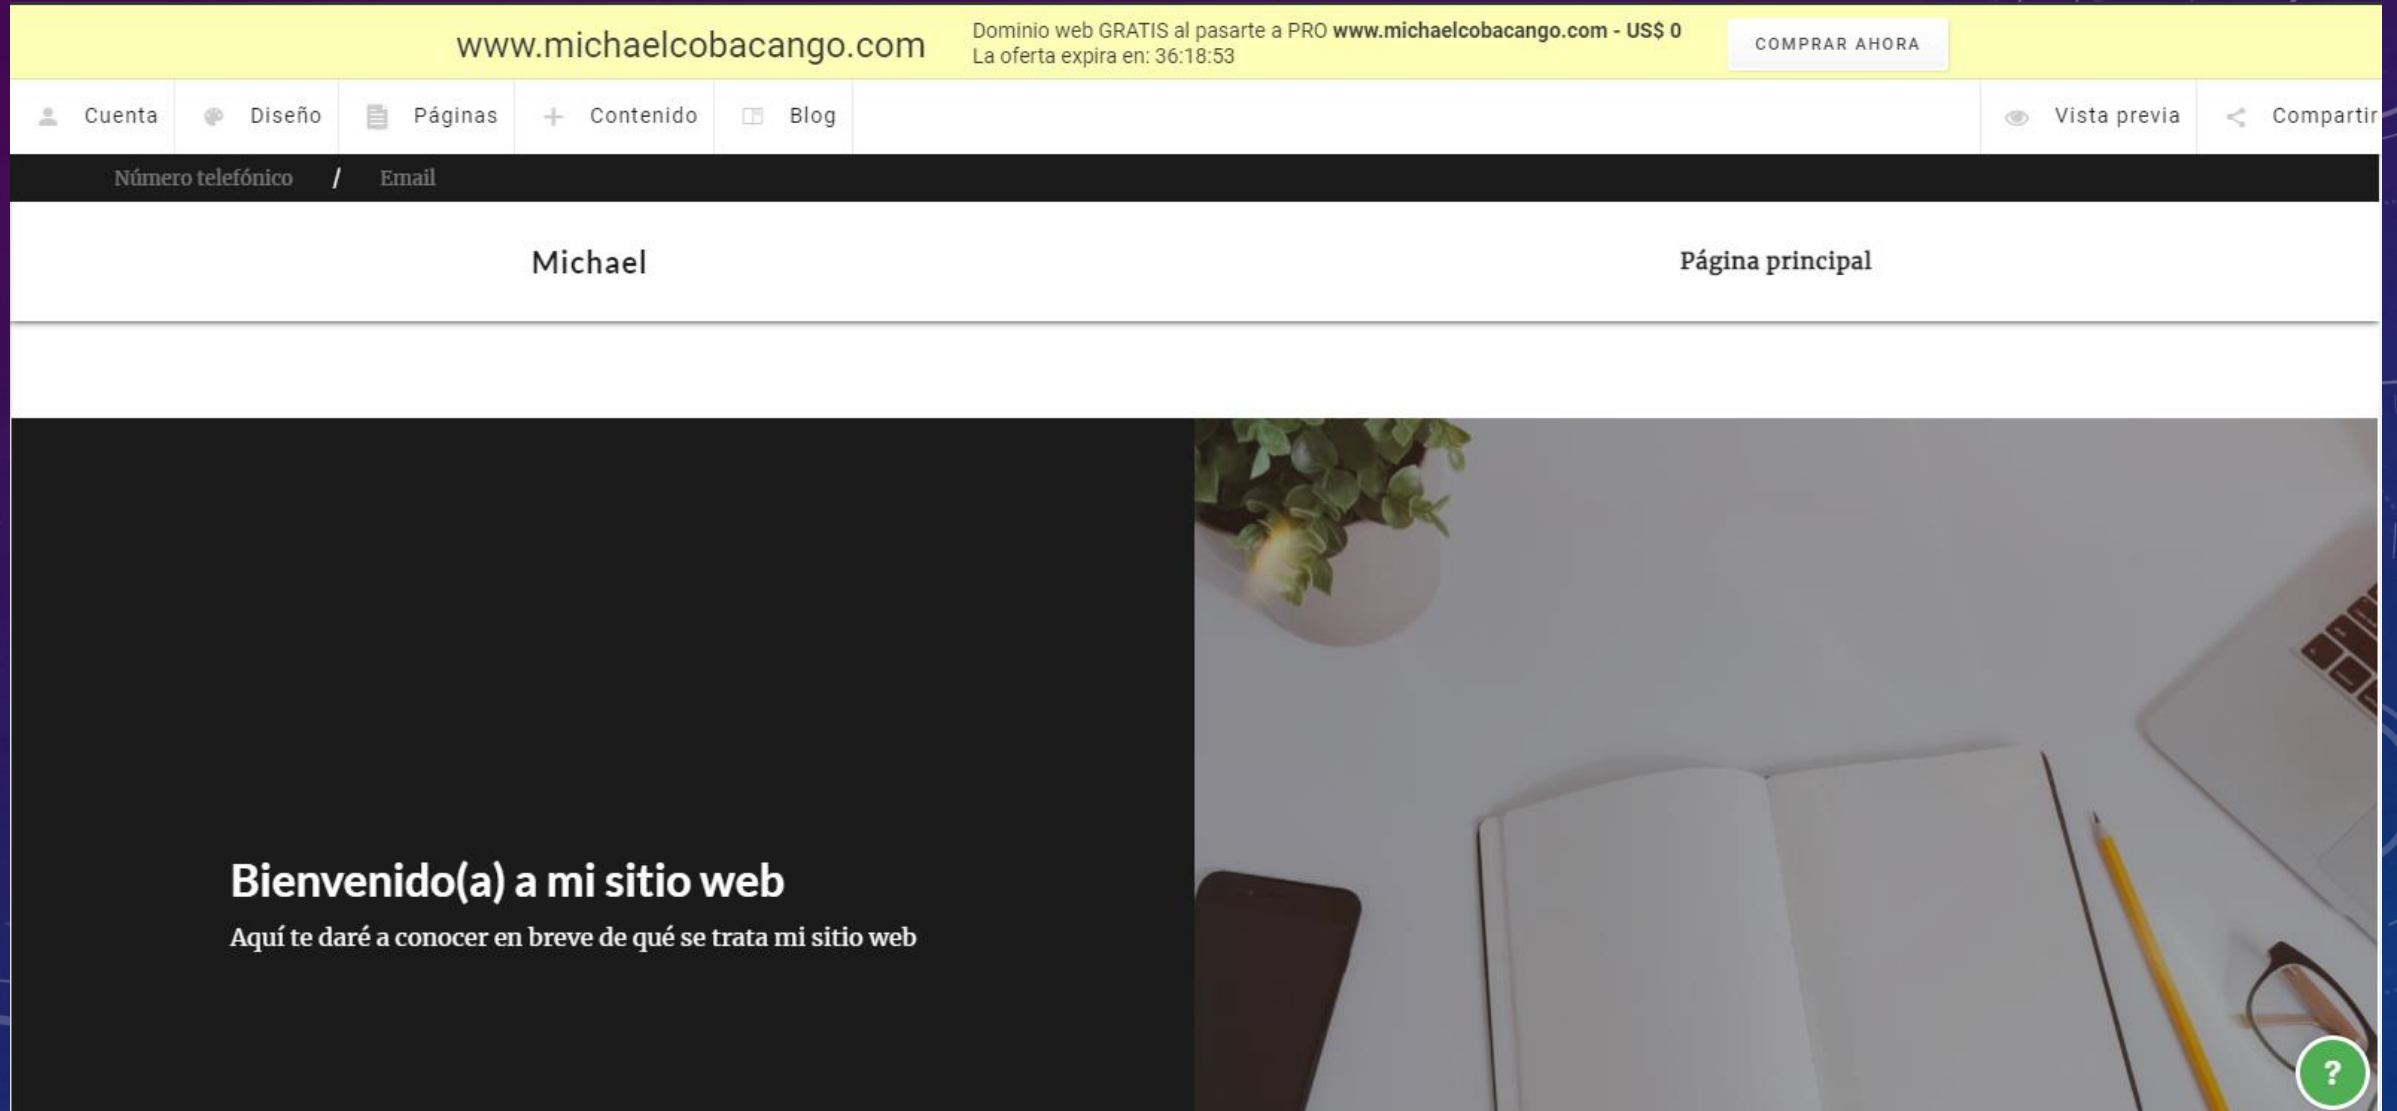 www.michaelcobacango.com
Dominio web GRATIS al pasarte a PRO www.michaelcobacango.com - US$ 0
La oferta expira en: 36:18:53
COMPRAR AHORA
Cuenta
Diseño
Páginas
Contenido
Blog
Vista previa
Compartir
Número telefónico / Email
Michael
Página principal
Bienvenido(a) a mi sitio web
Aquí te daré a conocer en breve de qué se trata mi sitio web
?